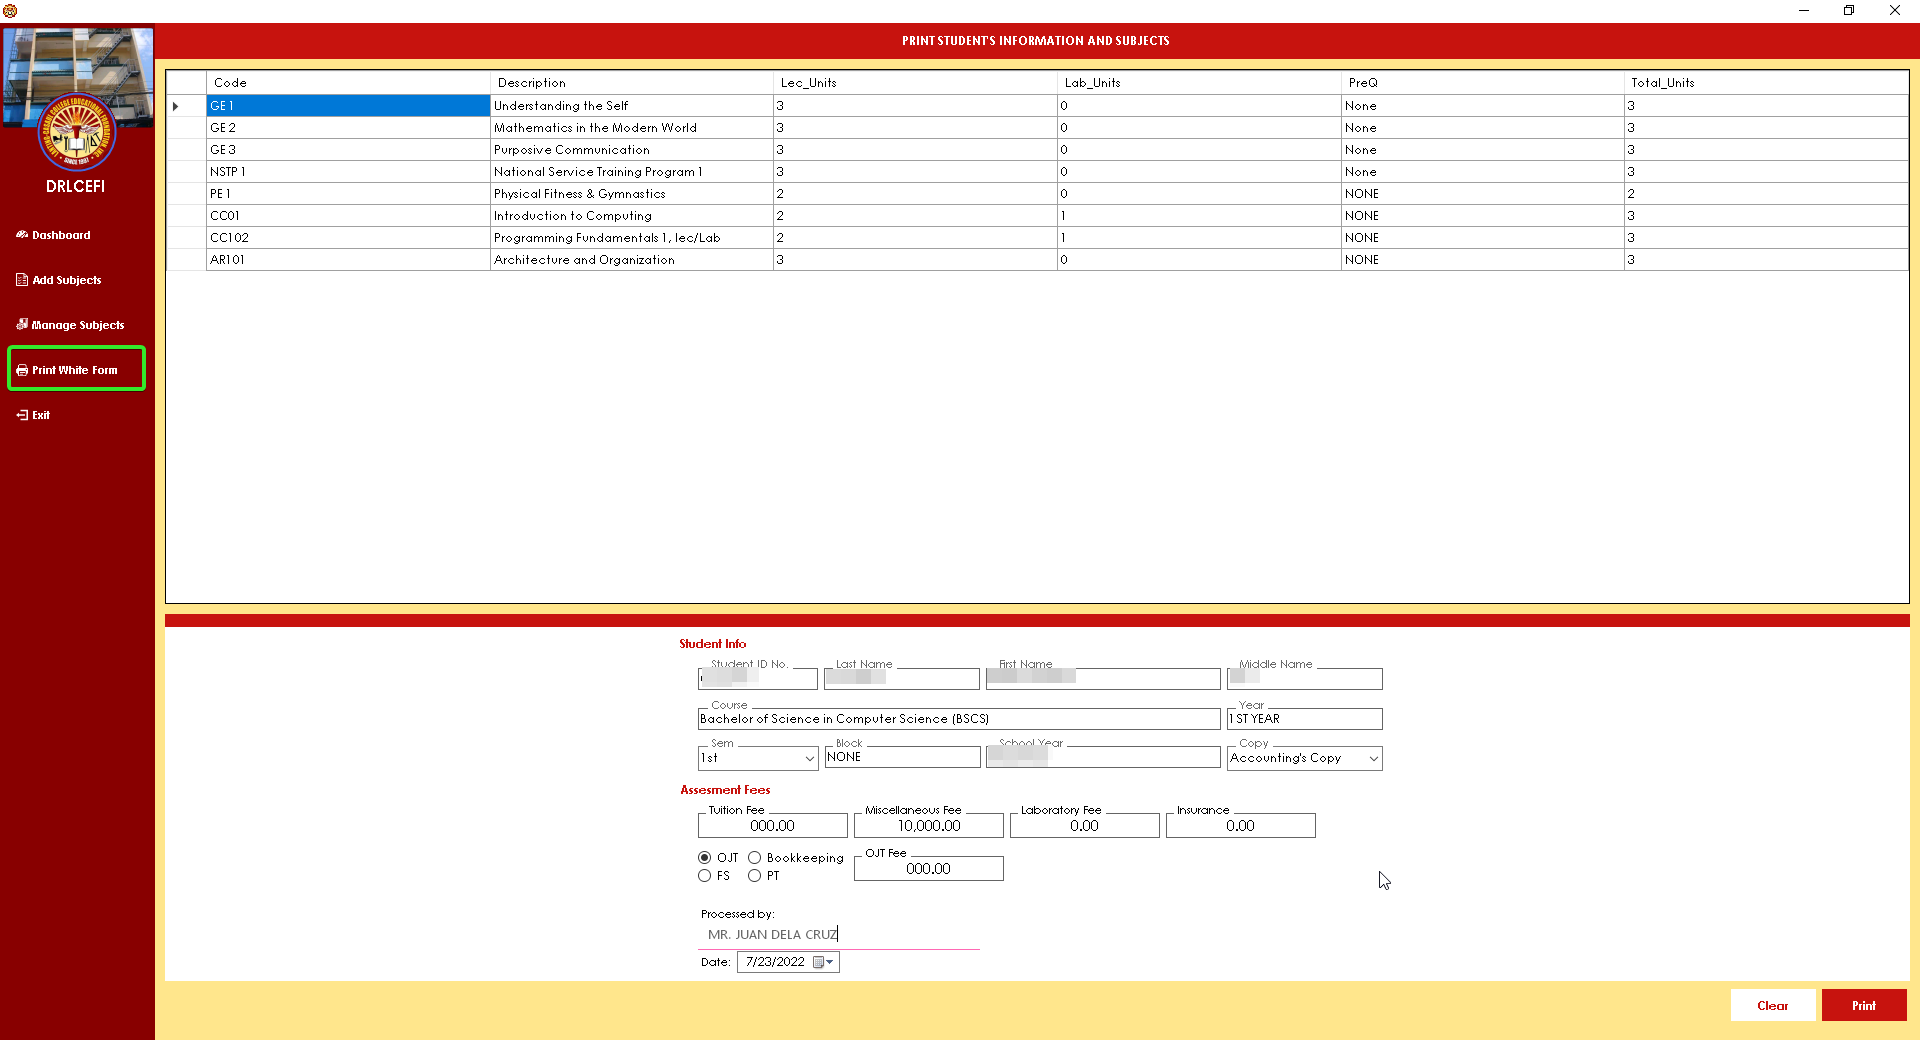 PRINT STUDENT'S INFORMATION AND SUBJECTS
DRLCEFI
Dashboard
Add Subjects
Manage Subjects
Print White Form
Exit
Code Description Lec_Units Lab_Units PreQ Total_Units
GE 1 Understanding the Self 3 0 None 3
GE 2 Mathematics in the Modern World 3 0 None 3
GE 3 Purposive Communication 3 0 None 3
NSTP 1 National Service Training Program 1 3 0 None 3
PE 1 Physical Fitness & Gymnastics 2 0 NONE 2
CC01 Introduction to Computing 2 1 NONE 3
CC102 Programming Fundamentals 1, lec/Lab 2 1 NONE 3
AR101 Architecture and Organization 3 0 NONE 3
Student Info
Student ID No. Last Name First Name Middle Name
Course Year
Bachelor of Science in Computer Science (BSCS) 1ST YEAR
Sem Block School Year Copy
1st NONE Accounting's Copy
Assesment Fees
Tuition Fee Miscellaneous Fee Laboratory Fee Insurance
000.00 10,000.00 0.00 0.00
OJT Bookkeeping OJT Fee
FS PT 000.00
Processed by:
MR. JUAN DELA CRUZ
Date: 7/23/2022
Clear Print